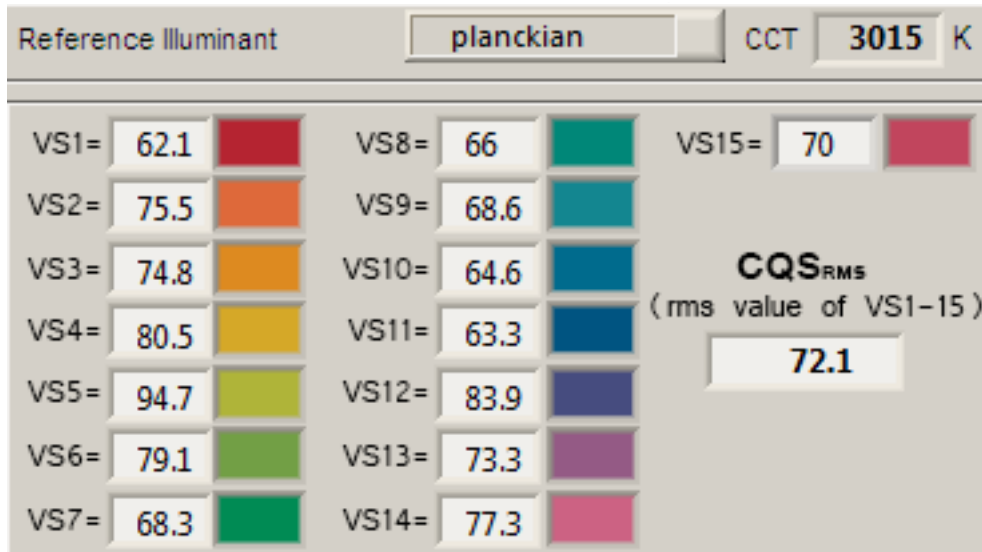 Reference Illuminant planckian CCT 3015 K
VS1= 62.1 VS8= 66 VS15= 70
VS2= 75.5 VS9= 68.6
VS3= 74.8 VS10= 64.6 CQSRMS
(rms value of VS1-15)
VS4= 80.5 VS11= 63.3
72.1
VS5= 94.7 VS12= 83.9
VS6= 79.1 VS13= 73.3
VS7= 68.3 VS14= 77.3